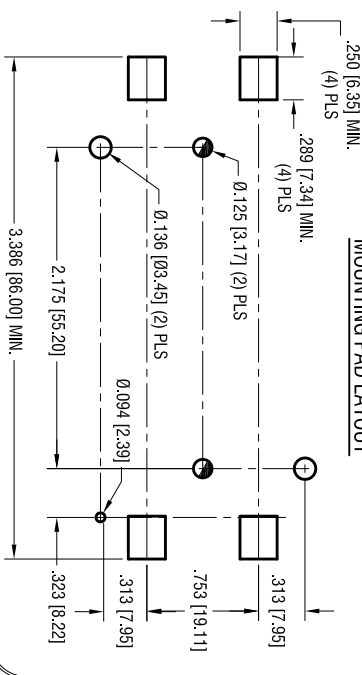 MOUNTING PAD LAYOUT
.250 [6.35] MIN.
(4) PLS
.289 [7.34] MIN.
(4) PLS
Ø.125 [3.17] (2) PLS
Ø.136 [Ø3.45] (2) PLS
Ø.094 [2.39]
.313 [7.95]
.753 [19.11]
.313 [7.95]
.323 [8.22]
2.175 [55.20]
3.386 [86.00] MIN.